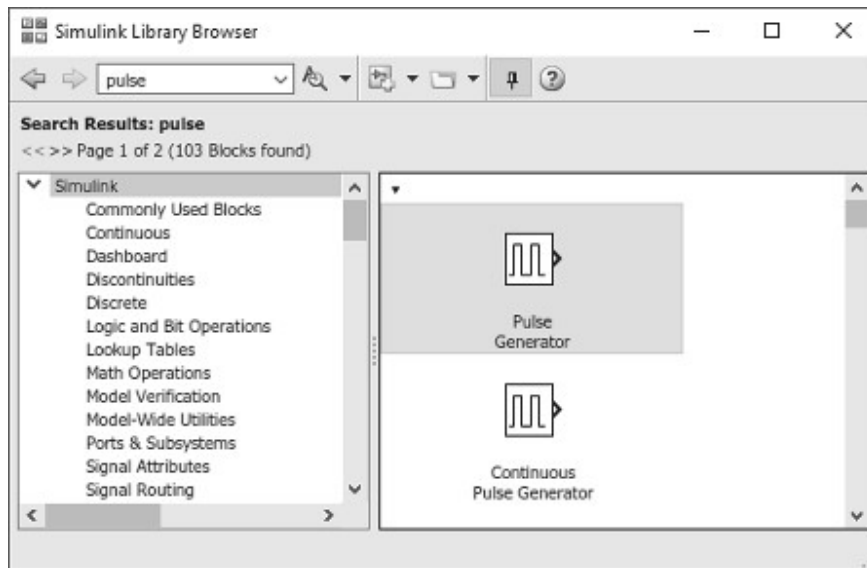 Simulink Library Browser
pulse
Search Results: pulse
<< >> Page 1 of 2 (103 Blocks found)
Simulink
Commonly Used Blocks
Continuous
Dashboard
Discontinuities
Discrete
Logic and Bit Operations
Lookup Tables
Math Operations
Model Verification
Model-Wide Utilities
Ports & Subsystems
Signal Attributes
Signal Routing
Pulse
Generator
Continuous
Pulse Generator